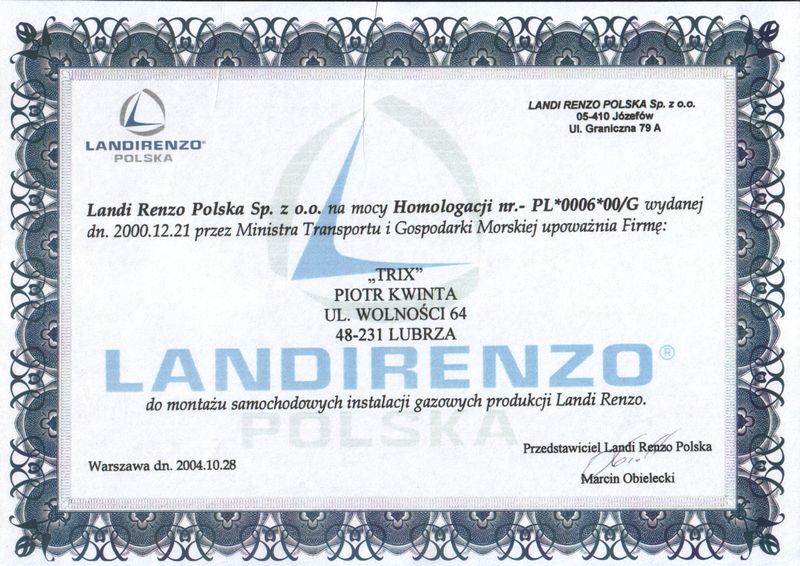 LANDIRENZO®
POLSKA
LANDI RENZO POLSKA Sp. z o.o.
05-410 Józefów
Ul. Graniczna 79 A
Landi Renzo Polska Sp. z o.o. na mocy Homologacji nr.- PL*0006*00/G wydanej
dn. 2000.12.21 przez Ministra Transportu i Gospodarki Morskiej upoważnia Firmę:
„TRIX”
PIOTR KWINTA
UL. WOLNOŚCI 64
48-231 LUBRZA
LANDIRENZO®
do montażu samochodowych instalacji gazowych produkcji Landi Renzo.
POLSKA
Przedstawiciel Landi Renzo Polska
Warszawa dn. 2004.10.28
Marcin Obielecki